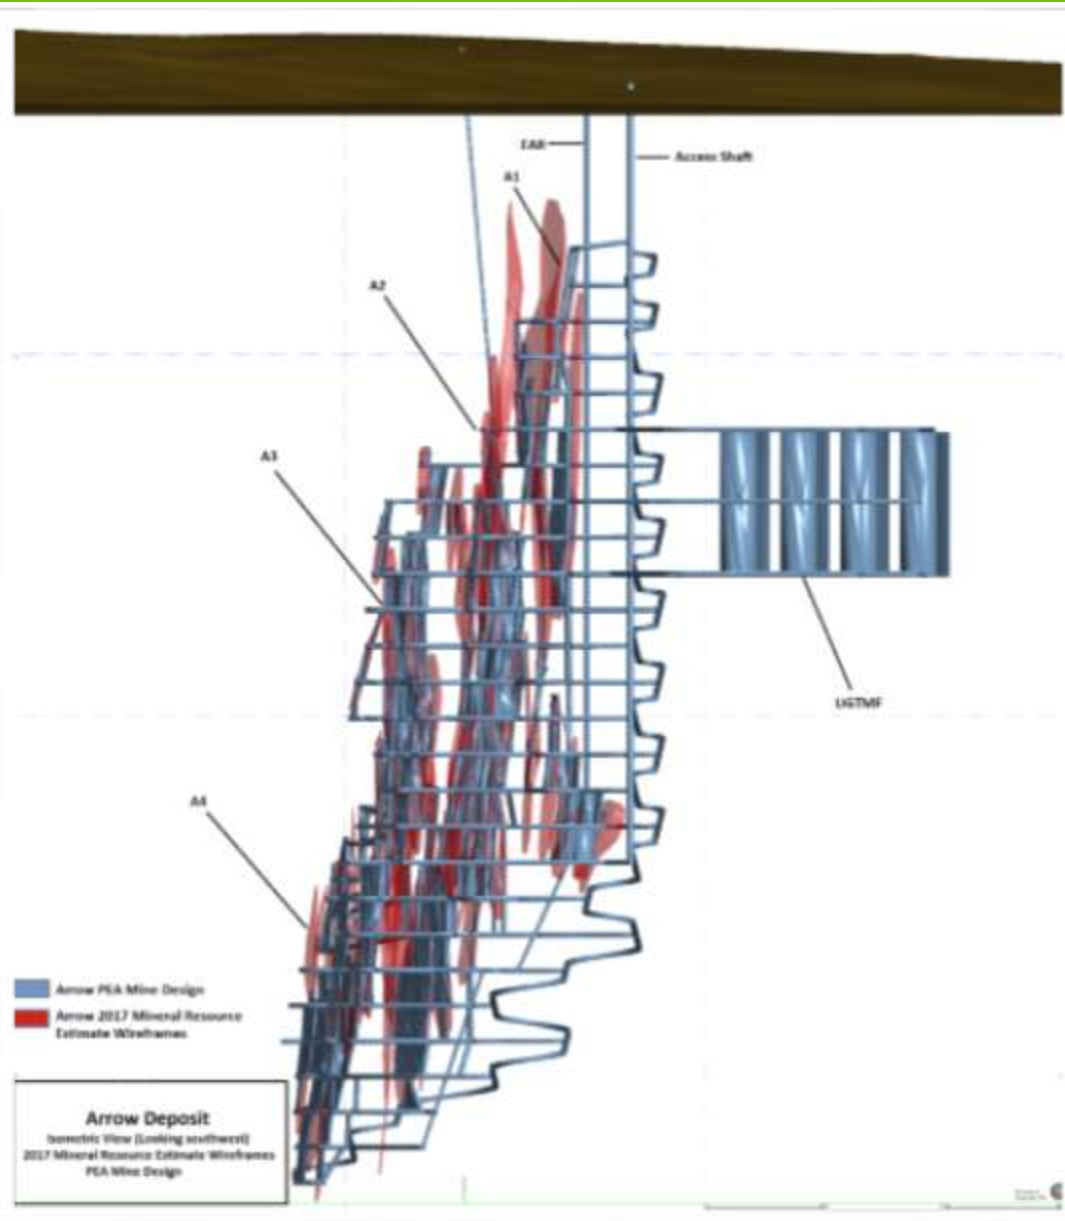 EAR
Access Shaft
A1
A2
A3
UGTMF
A4
Arrow PEA Mine Design
Arrow 2017 Mineral Resource
Estimate Wireframes
Arrow Deposit
Isometric View (Looking southwest)
2017 Mineral Resource Estimate Wireframes
PEA Mine Design